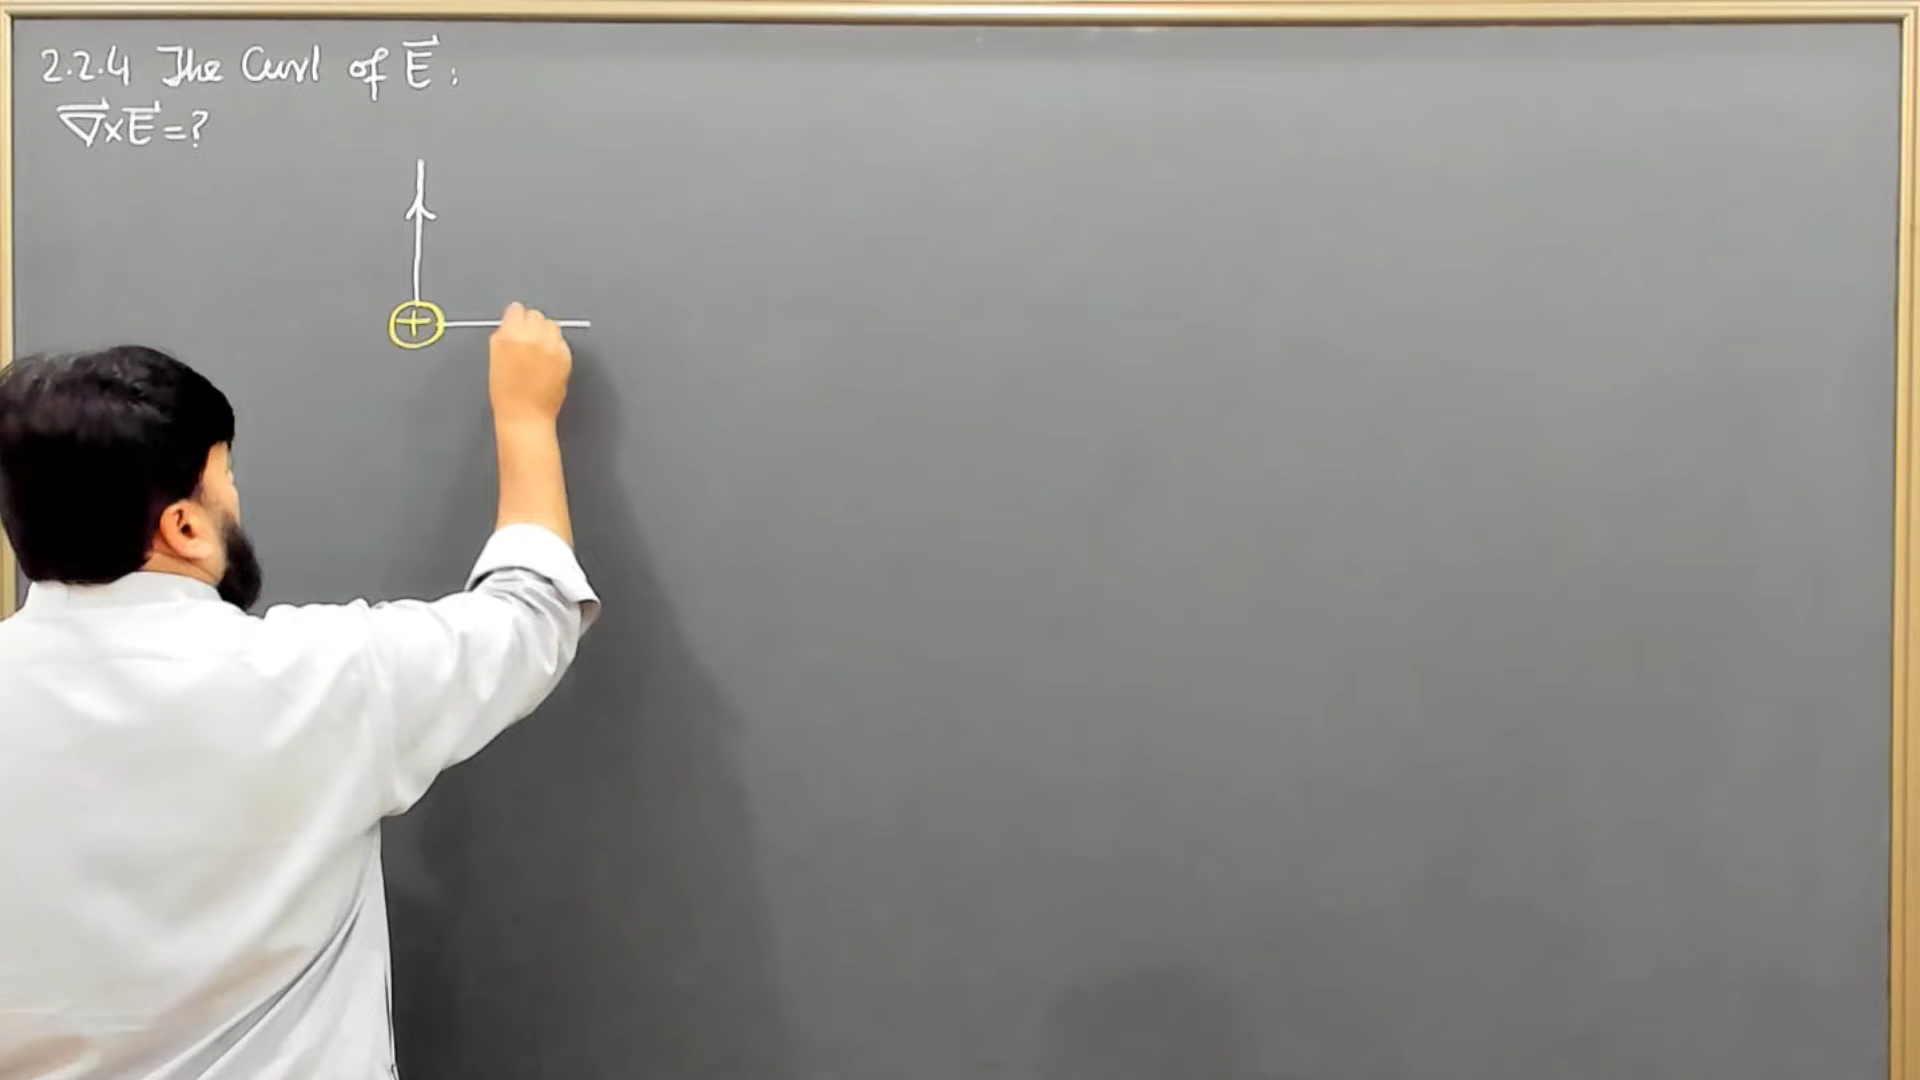 2.2.4 The Curl of E⃗ :
∇⃗×E⃗=?
+